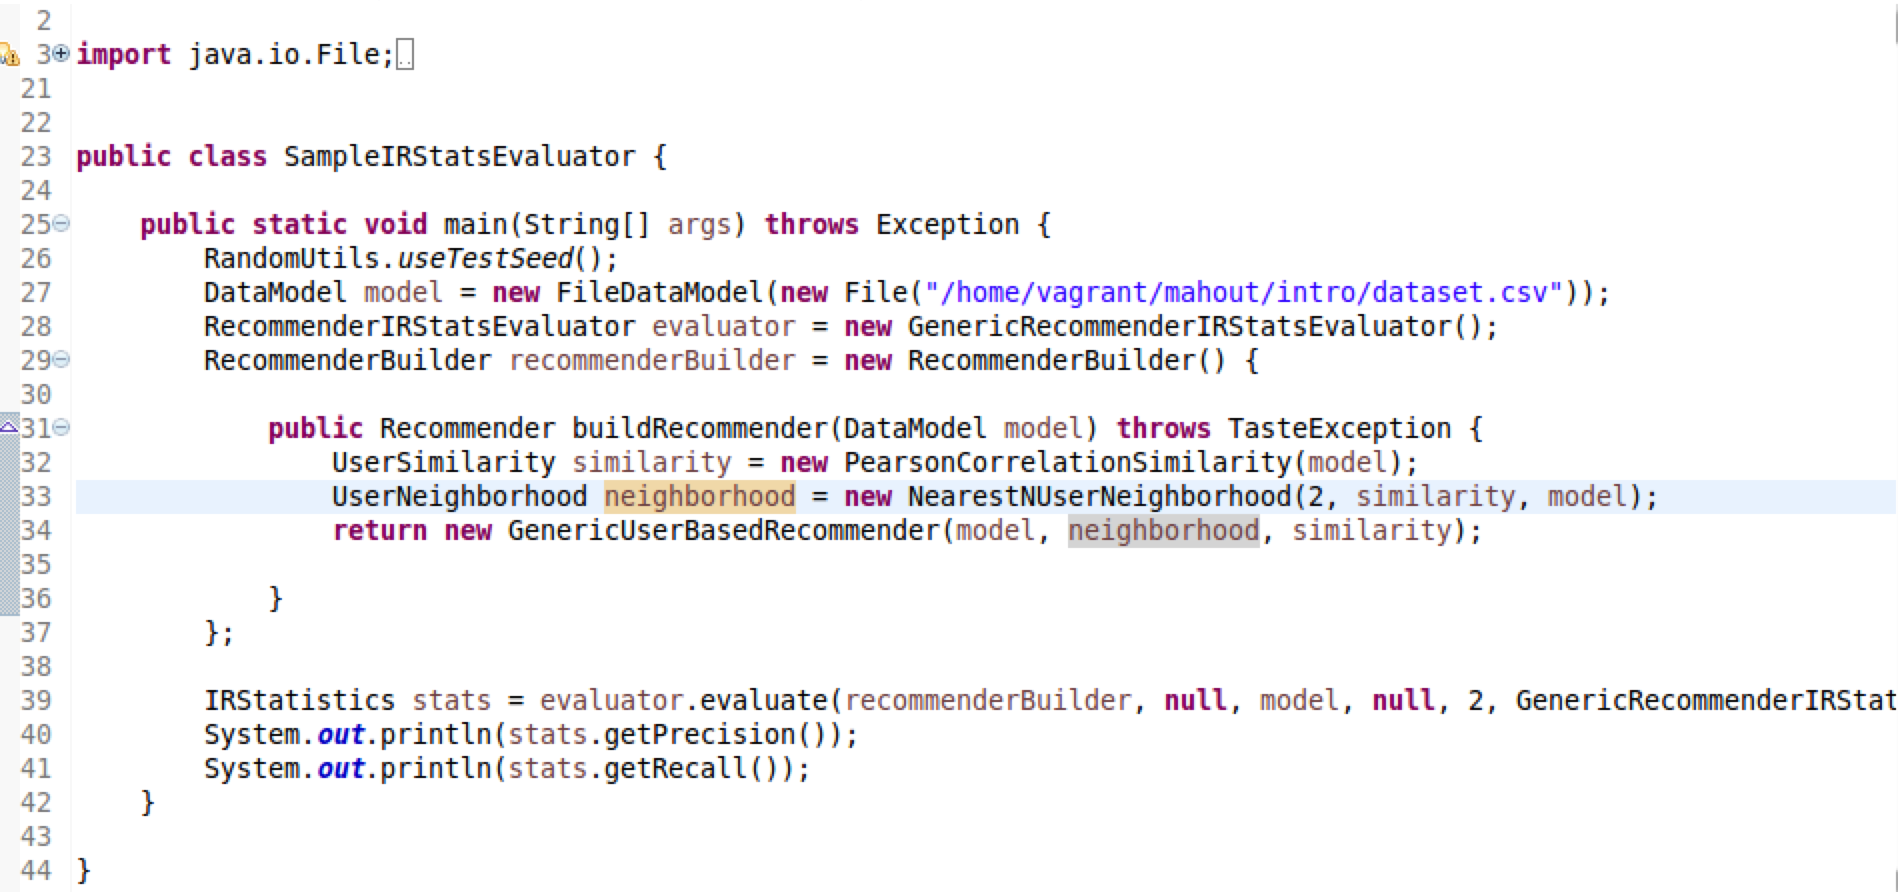 2
3 import java.io.File;
21
22
23 public class SampleIRStatsEvaluator {
24
25     public static void main(String[] args) throws Exception {
26         RandomUtils.useTestSeed();
27         DataModel model = new FileDataModel(new File("/home/vagrant/mahout/intro/dataset.csv"));
28         RecommenderIRStatsEvaluator evaluator = new GenericRecommenderIRStatsEvaluator();
29         RecommenderBuilder recommenderBuilder = new RecommenderBuilder() {
30
31             public Recommender buildRecommender(DataModel model) throws TasteException {
32                 UserSimilarity similarity = new PearsonCorrelationSimilarity(model);
33                 UserNeighborhood neighborhood = new NearestNUserNeighborhood(2, similarity, model);
34                 return new GenericUserBasedRecommender(model, neighborhood, similarity);
35
36             }
37         };
38
39         IRStatistics stats = evaluator.evaluate(recommenderBuilder, null, model, null, 2, GenericRecommenderIRStat
40         System.out.println(stats.getPrecision());
41         System.out.println(stats.getRecall());
42     }
43
44 }